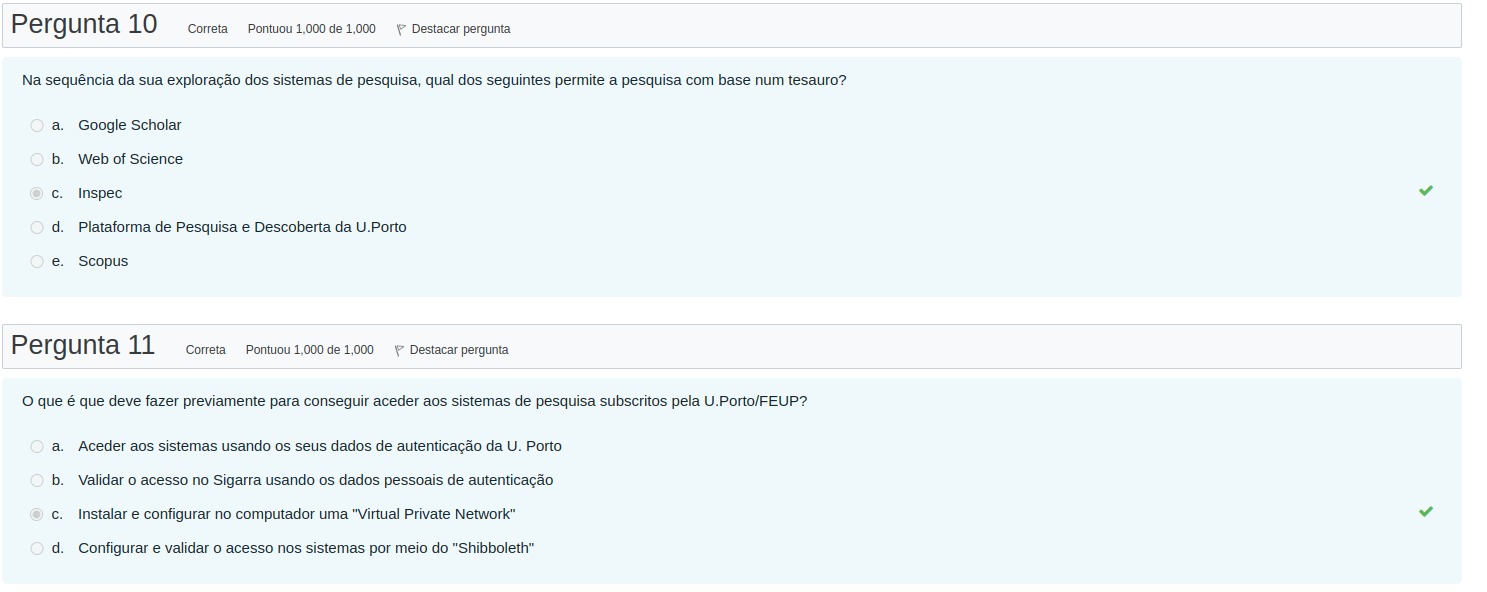 Pergunta 10 Correta Pontuou 1,000 de 1,000 Destacar pergunta
Na sequência da sua exploração dos sistemas de pesquisa, qual dos seguintes permite a pesquisa com base num tesauro?
a. Google Scholar
b. Web of Science
c. Inspec
d. Plataforma de Pesquisa e Descoberta da U.Porto
e. Scopus
Pergunta 11 Correta Pontuou 1,000 de 1,000 Destacar pergunta
O que é que deve fazer previamente para conseguir aceder aos sistemas de pesquisa subscritos pela U.Porto/FEUP?
a. Aceder aos sistemas usando os seus dados de autenticação da U. Porto
b. Validar o acesso no Sigarra usando os dados pessoais de autenticação
c. Instalar e configurar no computador uma "Virtual Private Network"
d. Configurar e validar o acesso nos sistemas por meio do "Shibboleth"